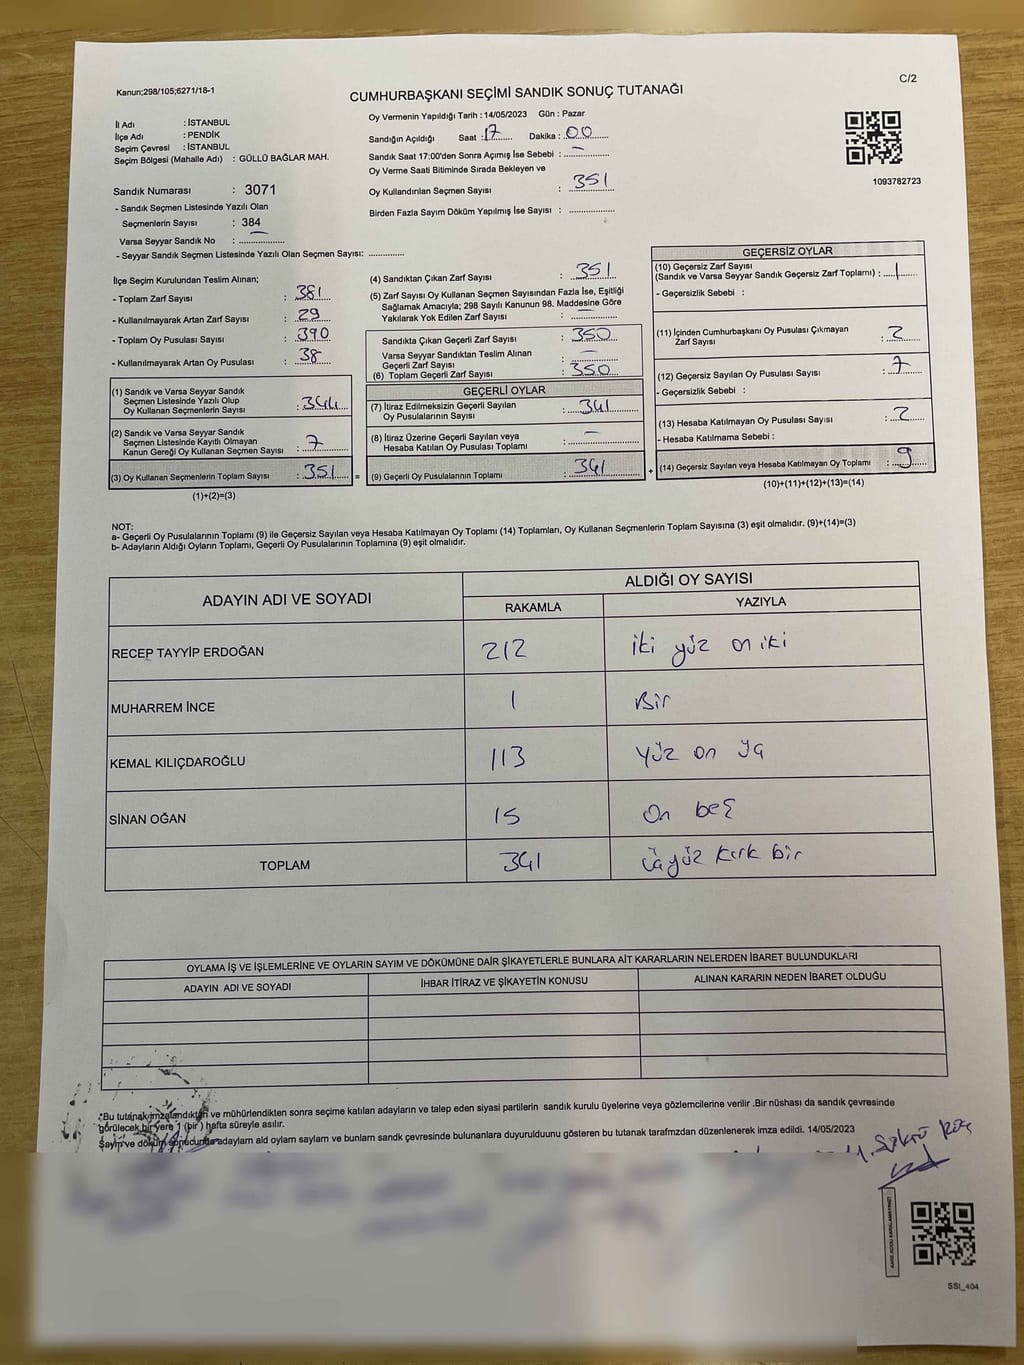 C/2
Kanun;298/105;6271/18-1
CUMHURBAŞKANI SEÇİMİ SANDIK SONUÇ TUTANAĞI
İl Adı : İSTANBUL
İlçe Adı : PENDİK
Seçim Çevresi : İSTANBUL
Seçim Bölgesi (Mahalle Adı) : GÜLLÜ BAĞLAR MAH.
Sandık Numarası : 3071
- Sandık Seçmen Listesinde Yazılı Olan
Seçmenlerin Sayısı : 384
Varsa Seyyar Sandık No : —
- Seyyar Sandık Seçmen Listesinde Yazılı Olan Seçmen Sayısı: ................
Oy Vermenin Yapıldığı Tarih : 14/05/2023 Gün : Pazar
Sandığın Açıldığı Saat : 17 Dakika : 00
Sandık Saat 17:00'den Sonra Açımış İse Sebebi : —
Oy Verme Saati Bitiminde Sırada Bekleyen ve
Oy Kullandırılan Seçmen Sayısı : 351
Birden Fazla Sayım Döküm Yapılmış İse Sayısı : ................
1093782723
İlçe Seçim Kurulundan Teslim Alınan;
- Toplam Zarf Sayısı : 381
- Kullanılmayarak Artan Zarf Sayısı : 29
- Toplam Oy Pusulası Sayısı : 390
- Kullanılmayarak Artan Oy Pusulası : 38
(1) Sandık ve Varsa Seyyar Sandık
Seçmen Listesinde Yazılı Olup
Oy Kullanan Seçmenlerin Sayısı : 344
(2) Sandık ve Varsa Seyyar Sandık
Seçmen Listesinde Kayıtlı Olmayan
Kanun Gereği Oy Kullanan Seçmen Sayısı : 7
(3) Oy Kullanan Seçmenlerin Toplam Sayısı : 351 =
(1)+(2)=(3)
(4) Sandıktan Çıkan Zarf Sayısı : 351
(5) Zarf Sayısı Oy Kullanan Seçmen Sayısından Fazla İse, Eşitliği
Sağlamak Amacıyla; 298 Sayılı Kanunun 98. Maddesine Göre
Yakılarak Yok Edilen Zarf Sayısı : —
Sandıkta Çıkan Geçerli Zarf Sayısı : 350
Varsa Seyyar Sandıktan Teslim Alınan
Geçerli Zarf Sayısı : —
(6) Toplam Geçerli Zarf Sayısı : 350
GEÇERLİ OYLAR
(7) İtiraz Edilmeksizin Geçerli Sayılan
Oy Pusulalarının Sayısı : 341
(8) İtiraz Üzerine Geçerli Sayılan veya
Hesaba Katılan Oy Pusulası Toplamı : —
(9) Geçerli Oy Pusulalarının Toplamı : 341 +
GEÇERSİZ OYLAR
(10) Geçersiz Zarf Sayısı
(Sandık ve Varsa Seyyar Sandık Geçersiz Zarf Toplamı) : 1
- Geçersizlik Sebebi :
(11) İçinden Cumhurbaşkanı Oy Pusulası Çıkmayan
Zarf Sayısı : 2
(12) Geçersiz Sayılan Oy Pusulası Sayısı : 7
- Geçersizlik Sebebi :
(13) Hesaba Katılmayan Oy Pusulası Sayısı : 2
- Hesaba Katılmama Sebebi :
(14) Geçersiz Sayılan veya Hesaba Katılmayan Oy Toplamı : 9
(10)+(11)+(12)+(13)=(14)
NOT:
a- Geçerli Oy Pusulalarının Toplamı (9) ile Geçersiz Sayılan veya Hesaba Katılmayan Oy Toplamı (14) Toplamları, Oy Kullanan Seçmenlerin Toplam Sayısına (3) eşit olmalıdır. (9)+(14)=(3)
b- Adayların Aldığı Oyların Toplamı, Geçerli Oy Pusulalarının Toplamına (9) eşit olmalıdır.
ADAYIN ADI VE SOYADI ALDIĞI OY SAYISI
RAKAMLA YAZIYLA
RECEP TAYYİP ERDOĞAN 212 iki yüz on iki
MUHARREM İNCE 1 Bir
KEMAL KILIÇDAROĞLU 113 yüz on üç
SİNAN OĞAN 15 on beş
TOPLAM 341 üçyüz kırk bir
OYLAMA İŞ VE İŞLEMLERİNE VE OYLARIN SAYIM VE DÖKÜMÜNE DAİR ŞİKAYETLERLE BUNLARA AİT KARARLARIN NELERDEN İBARET BULUNDUKLARI
ADAYIN ADI VE SOYADI İHBAR İTİRAZ VE ŞİKAYETİN KONUSU ALINAN KARARIN NEDEN İBARET OLDUĞU
*Bu tutanak imzalandıktan ve mühürlendikten sonra seçime katılan adayların ve talep eden siyasi partilerin sandık kurulu üyelerine veya gözlemcilerine verilir .Bir nüshası da sandık çevresinde
görülecek bir yere 1 (bir ) hafta süreyle asılır.
Sayım ve döküm sonucunda adayların ald oyların sayların ve bunların sandk çevresinde bulunanlara duyurulduunu gösteren bu tutanak tarafmzdan düzenlenerek imza edildi. 14/05/2023
SSI_404